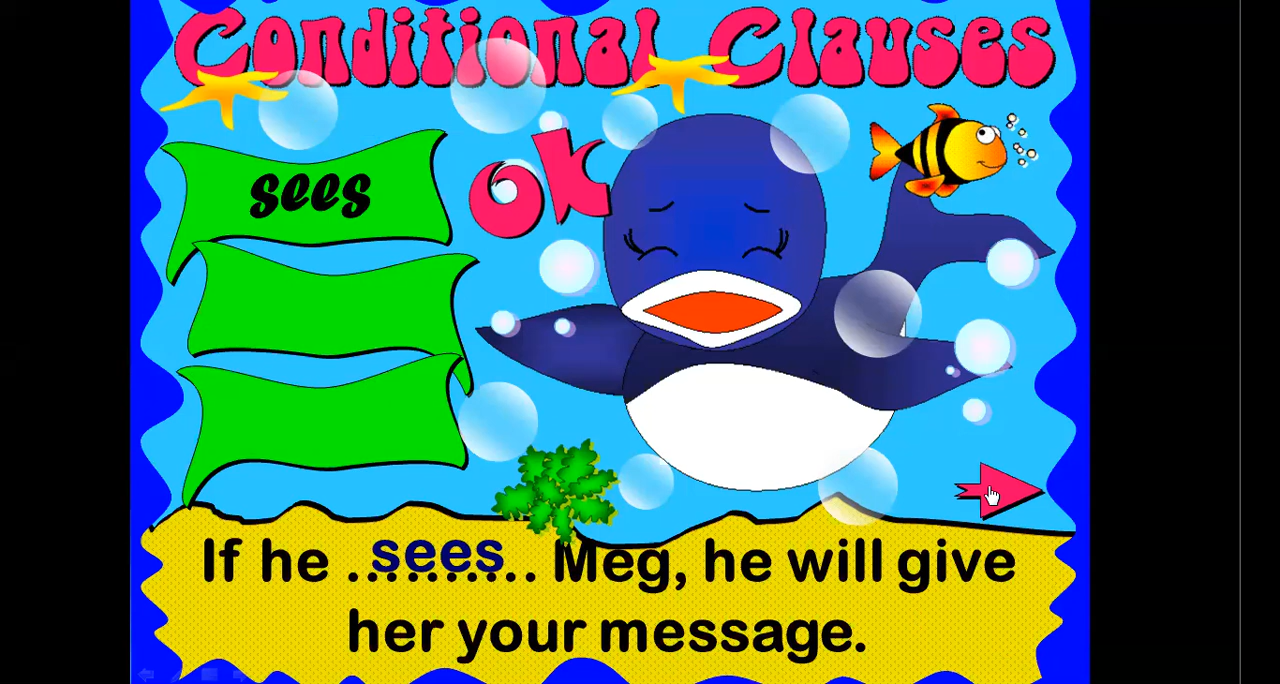 Conditional Clauses
sees
ok
If he ...sees... Meg, he will give
her your message.